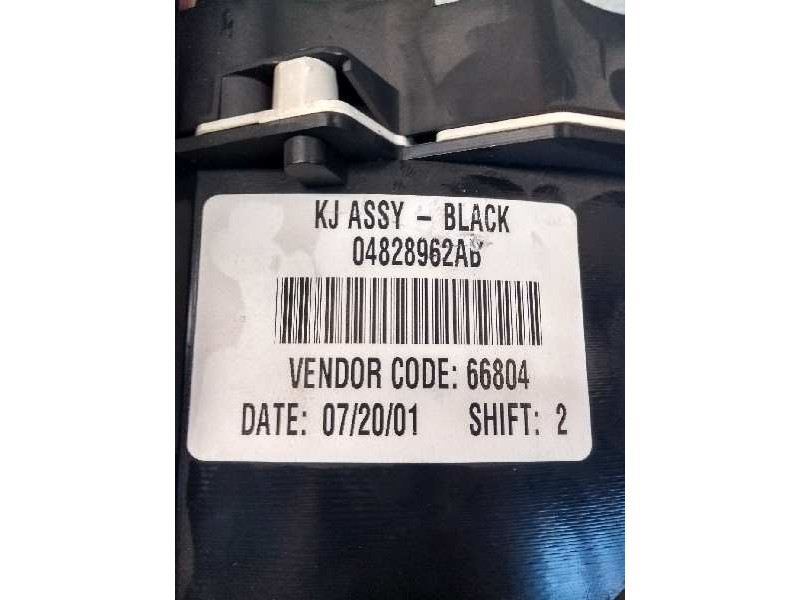 KJ ASSY - BLACK
04828962AB
VENDOR CODE: 66804
DATE: 07/20/01 SHIFT: 2